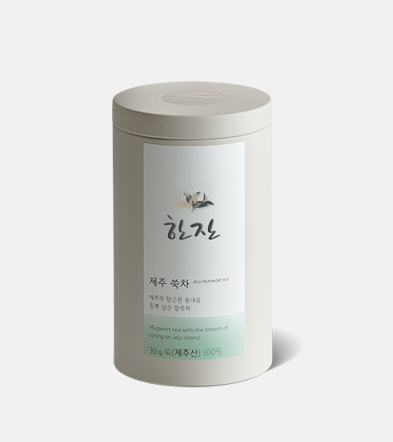 한잔
제주 쑥차 JEJU MUGWORT TEA
제주의 향긋한 봄내음
듬뿍 담은 참쑥차
Mugwort tea with the breath of
spring on Jeju Island
30 g 쑥(제주산) 100%